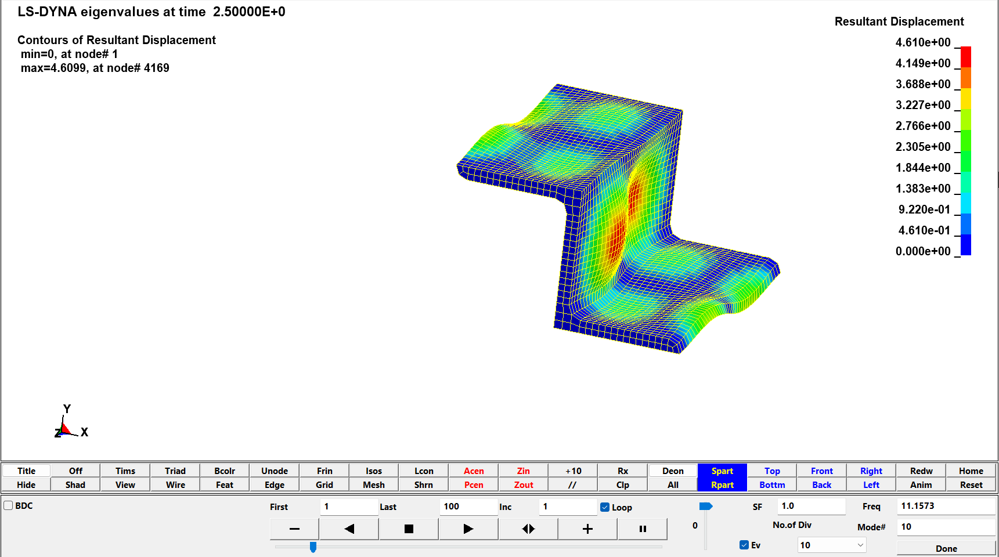 LS-DYNA eigenvalues at time  2.50000E+0
Contours of Resultant Displacement
min=0, at node# 1
max=4.6099, at node# 4169
Resultant Displacement
4.610e+00
4.149e+00
3.688e+00
3.227e+00
2.766e+00
2.305e+00
1.844e+00
1.383e+00
9.220e-01
4.610e-01
0.000e+00
Y
Z X
Title Off Tims Triad Bcolr Unode Frin Isos Lcon Acen Zin +10 Rx Deon Spart Top Front Right Redw Home
Hide Shad View Wire Feat Edge Grid Mesh Shrn Pcen Zout // Clp All Rpart Bottm Back Left Anim Reset
BDC First 1 Last 100 Inc 1 Loop SF 1.0 Freq 11.1573
0 No.of Div Mode# 10
Ev 10 Done